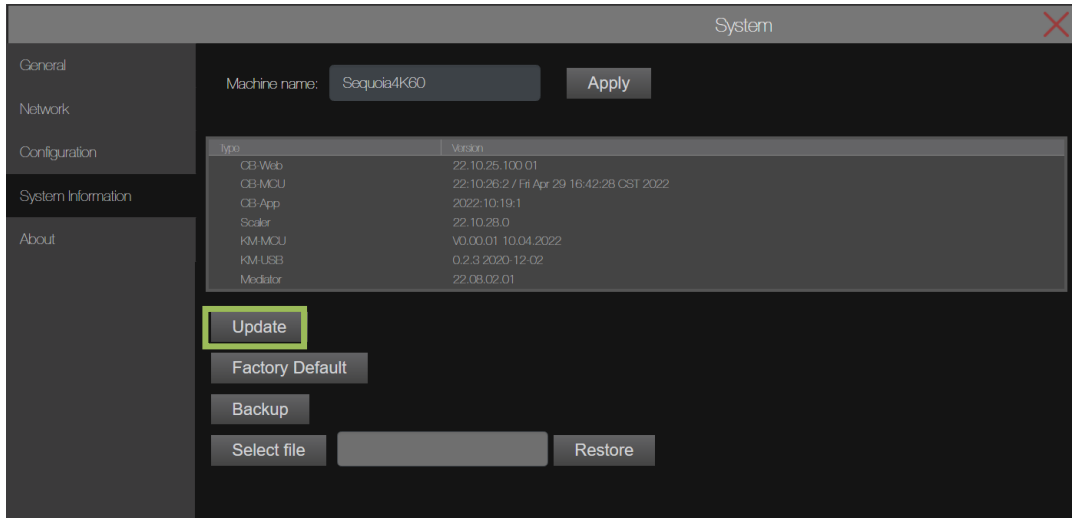 System
General
Network
Configuration
System Information
About
Machine name: Sequoia4K60 Apply
Type Version
CB-Web 22.10.25.100 01
CB-MCU 22:10:26:2 / Fri Apr 29 16:42:28 CST 2022
CB-App 2022:10:19:1
Scaler 22.10.28.0
KM-MCU V0.00.01 10.04.2022
KM-USB 0.2.3 2020-12-02
Mediator 22.08.02.01
Update
Factory Default
Backup
Select file Restore